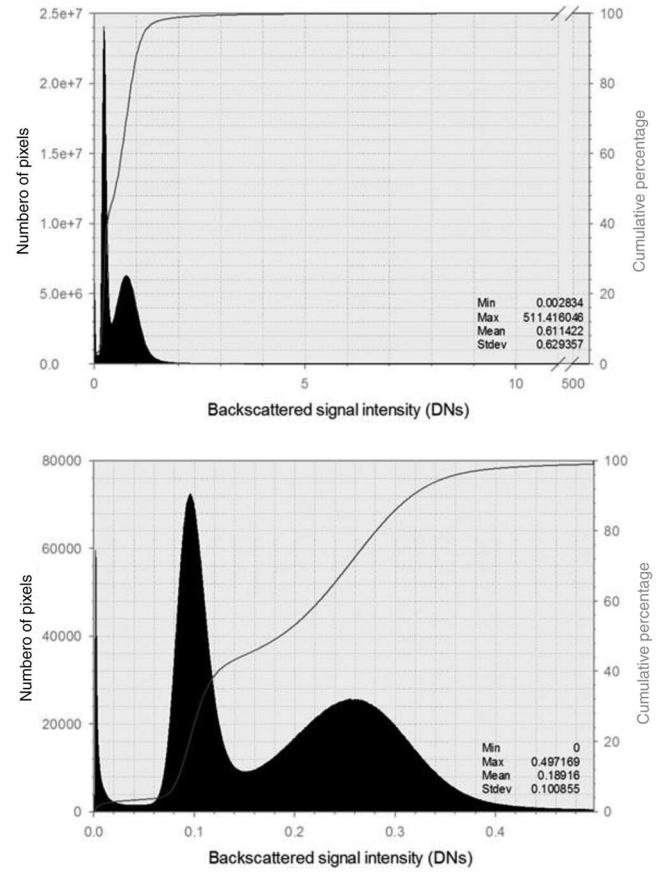 2.5e+7
2.0e+7
1.5e+7
1.0e+7
5.0e+6
0.0
Numbero of pixels
100
80
60
40
20
0
Cumulative percentage
Min 0.002834
Max 511.416046
Mean 0.611422
Stdev 0.629357
0 5 10 500
Backscattered signal intensity (DNs)
80000
60000
40000
20000
0
Numbero of pixels
100
80
60
40
20
0
Cumulative percentage
Min 0
Max 0.497169
Mean 0.18916
Stdev 0.100855
0.0 0.1 0.2 0.3 0.4
Backscattered signal intensity (DNs)